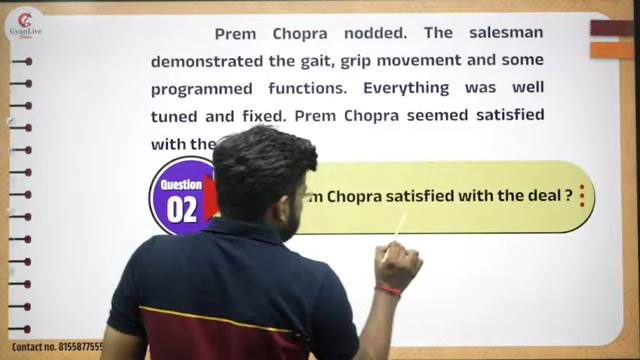 GyanLive
Prem Chopra nodded. The salesman
demonstrated the gait, grip movement and some
programmed functions. Everything was well
tuned and fixed. Prem Chopra seemed satisfied
with the
Question
02
m Chopra satisfied with the deal ?
Contact no. 8155877555